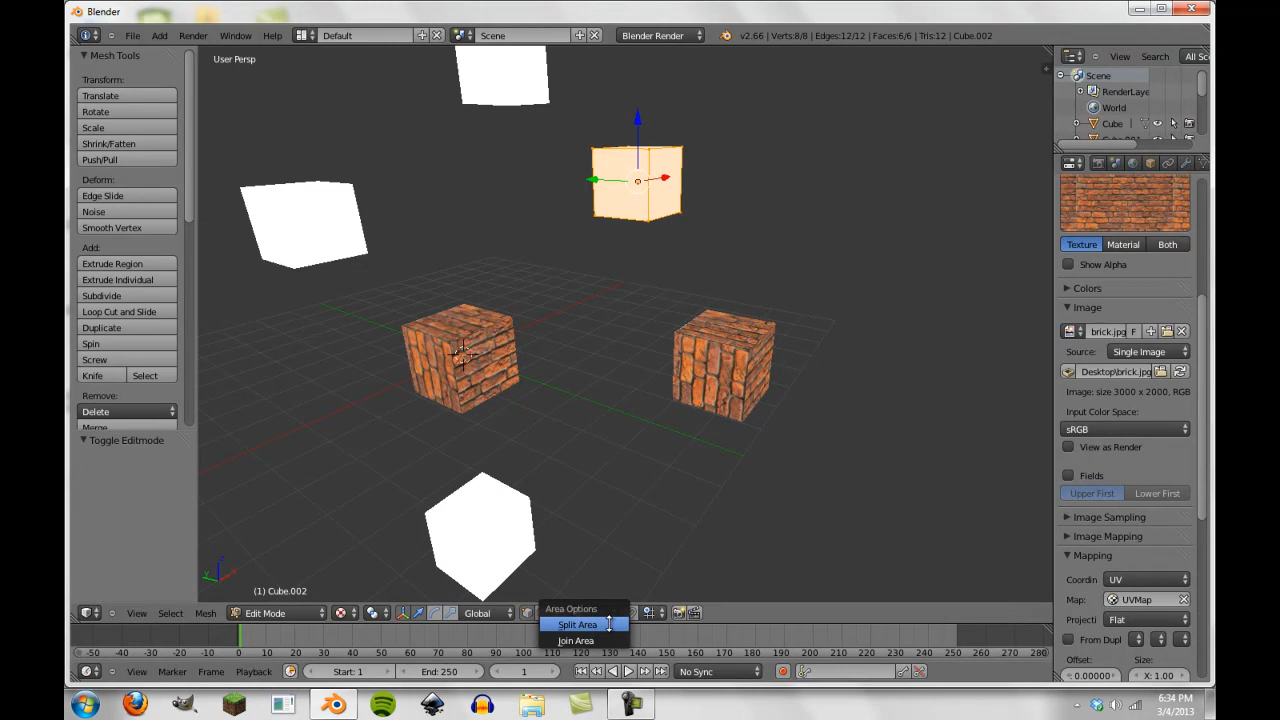 Blender
File Add Render Window Help Default Scene Blender Render v2.66 | Verts:8/8 | Edges:12/12 | Faces:6/6 | Tris:12 | Cube.002
View Search All Sc
Mesh Tools
Transform:
Translate
Rotate
Scale
Shrink/Fatten
Push/Pull
Deform:
Edge Slide
Noise
Smooth Vertex
Add:
Extrude Region
Extrude Individual
Subdivide
Loop Cut and Slide
Duplicate
Spin
Screw
Knife Select
Remove:
Delete
Merge
Toggle Editmode
User Persp
(1) Cube.002
Scene
RenderLaye
World
Cube
Texture Material Both
Show Alpha
Colors
Image
brick.jpg F
Source: Single Image
Desktop\brick.jpg
Image: size 3000 x 2000, RGB
Input Color Space:
sRGB
View as Render
Fields
Upper First Lower First
Image Sampling
Image Mapping
Mapping
Coordin UV
Map: UVMap
Projecti Flat
From Dupl
Offset: Size:
0.00000 X: 1.00
View Select Mesh Edit Mode Global
Area Options
Split Area
Join Area
-50 -40 -30 -20 -10 0 10 20 30 40 50 60 70 80 90 100 110 120 130 140 150 160 170 180 190 200 210 220 230 240 250 260 270 280
View Marker Frame Playback Start: 1 End: 250 1 No Sync
6:34 PM
3/4/2013